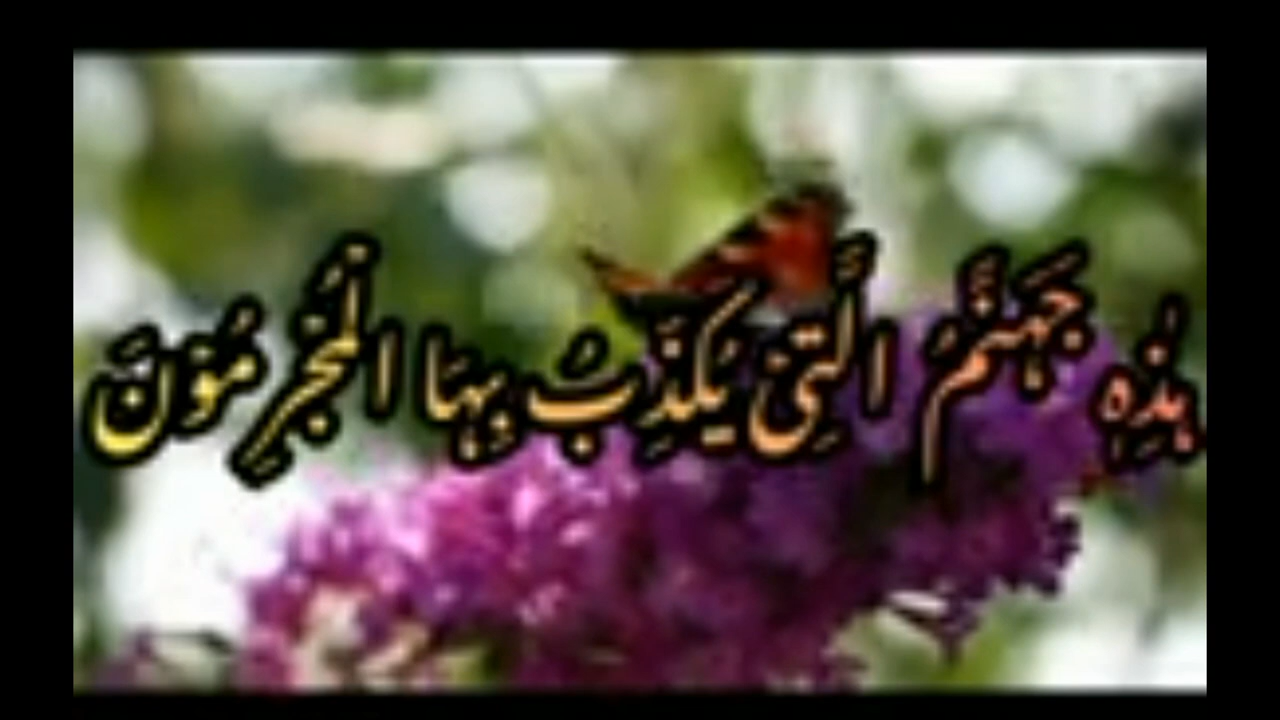 هٰذِهٖ جَهَنَّمُ الَّتِیْ یُكَذِّبُ بِهَا الْمُجْرِمُوْنَ